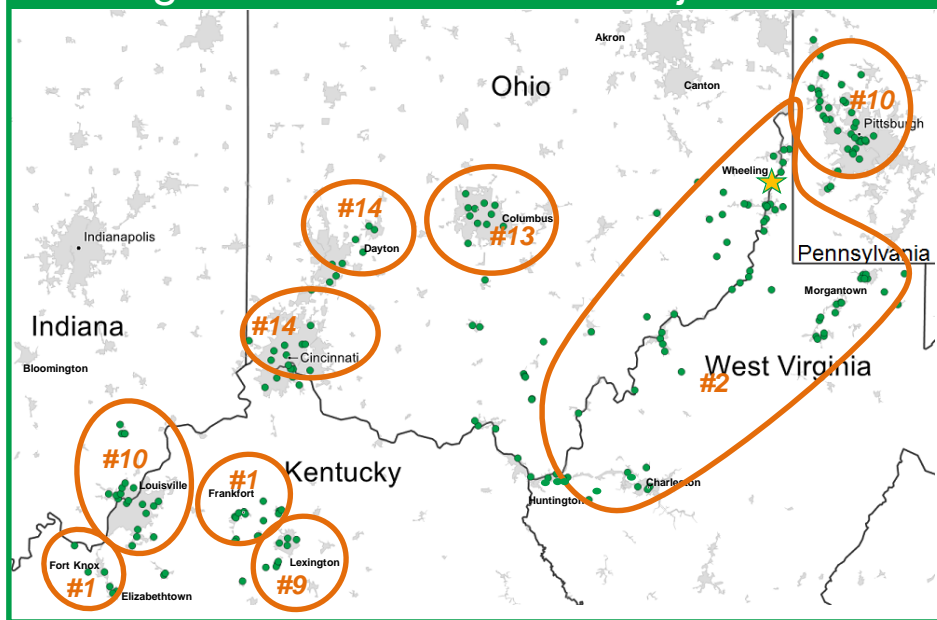 Akron
Ohio
Canton
#10
Pittsburgh
Wheeling
#14
Columbus
#13
Dayton
Indianapolis
Pennsylvania
Morgantown
Indiana
#14
Cincinnati
Bloomington
West Virginia
#2
#10
Kentucky
#1
Louisville
Frankfort
Charleston
Huntington
Fort Knox
Lexington
#1
#9
Elizabethtown